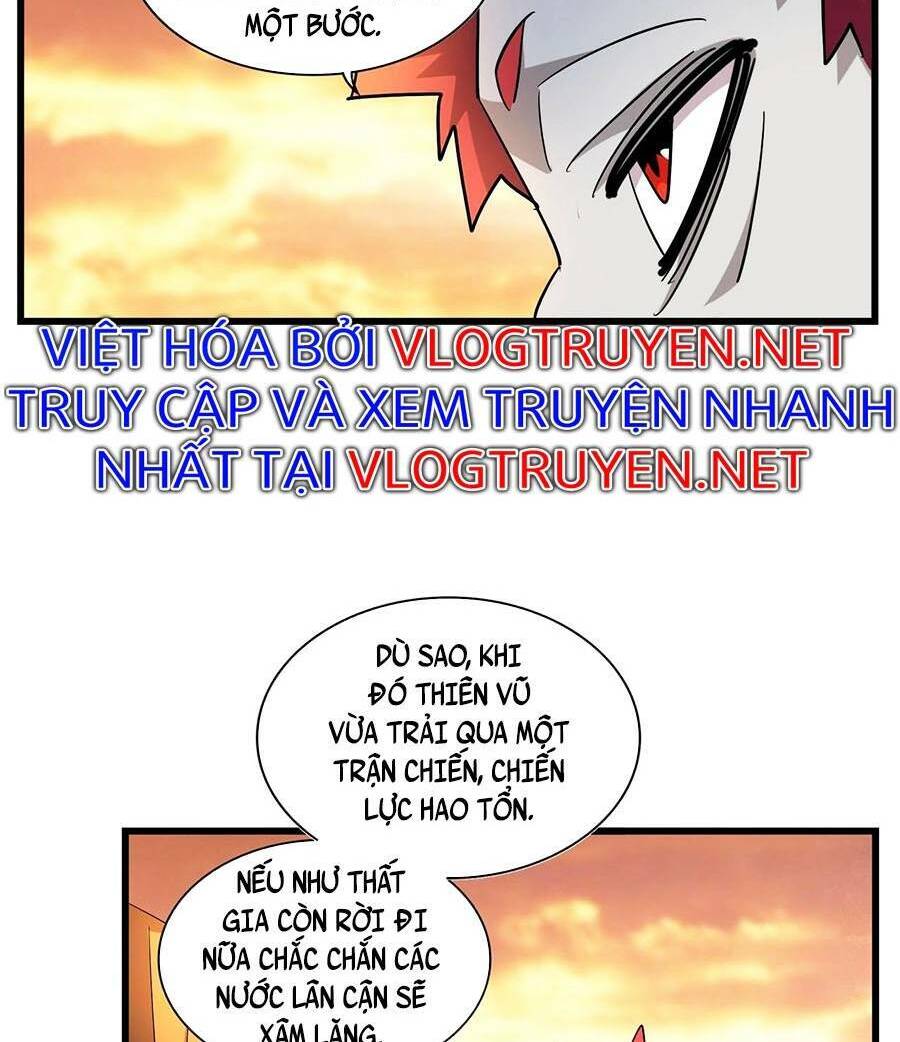 MỘT BƯỚC.
VIỆT HÓA BỞI VLOGTRUYEN.NET
TRUY CẬP VÀ XEM TRUYỆN NHANH
NHẤT TẠI VLOGTRUYEN.NET
DÙ SAO, KHI
ĐÓ THIÊN VŨ
VỪA TRẢI QUA MỘT
TRẬN CHIẾN, CHIẾN
LỰC HAO TỔN.
NẾU NHƯ THẤT
GIA CÒN RỜI ĐI
NỮA CHẮC CHẮN CÁC
NƯỚC LÂN CẬN SẼ
XÂM LĂNG.